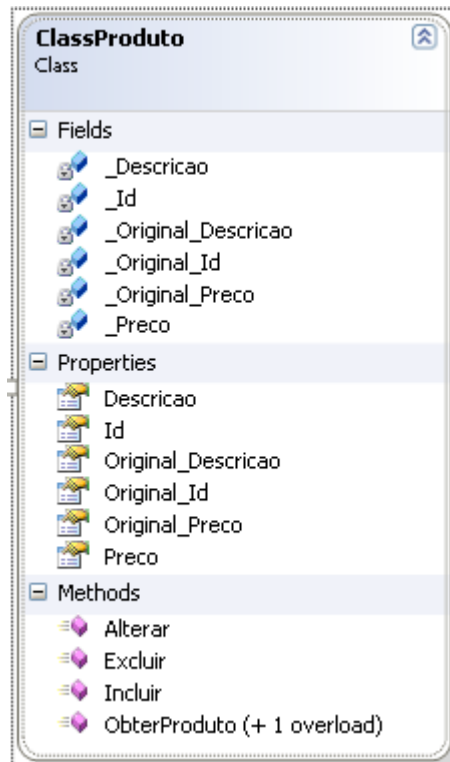 ClassProduto
Class
Fields
_Descricao
_Id
_Original_Descricao
_Original_Id
_Original_Preco
_Preco
Properties
Descricao
Id
Original_Descricao
Original_Id
Original_Preco
Preco
Methods
Alterar
Excluir
Incluir
ObterProduto (+ 1 overload)